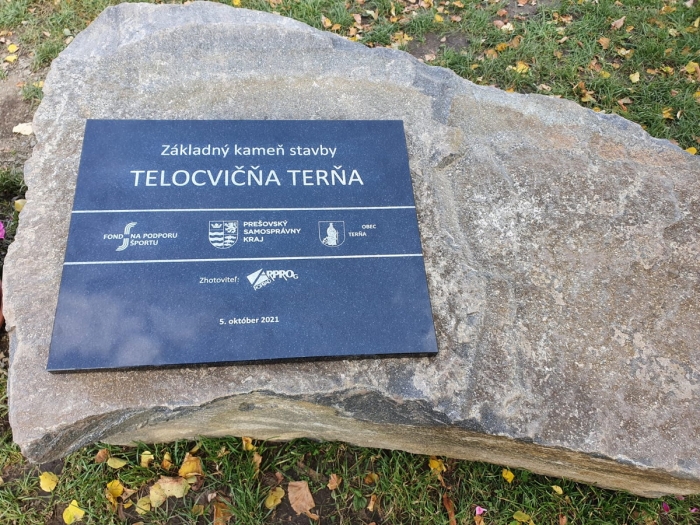 Základný kameň stavby
TELOCVIČŇA TERŇA
FOND NA PODPORU
ŠPORTU
PREŠOVSKÝ
SAMOSPRÁVNY
KRAJ
OBEC
TERŇA
Zhotoviteľ:
5. október 2021